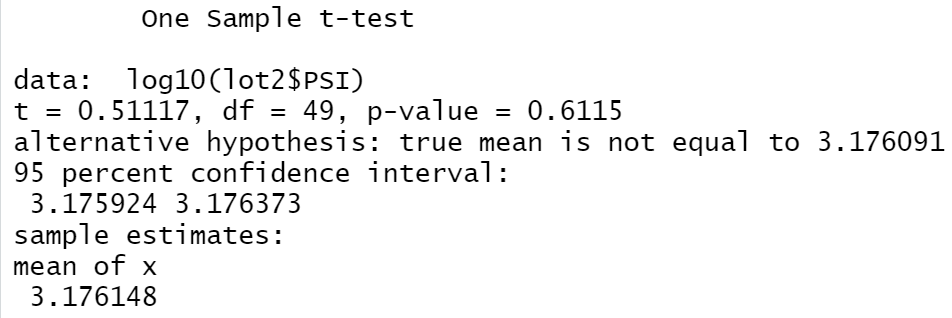 One Sample t-test
data: log10(lot2$PSI)
t = 0.51117, df = 49, p-value = 0.6115
alternative hypothesis: true mean is not equal to 3.176091
95 percent confidence interval:
3.175924 3.176373
sample estimates:
mean of x
3.176148